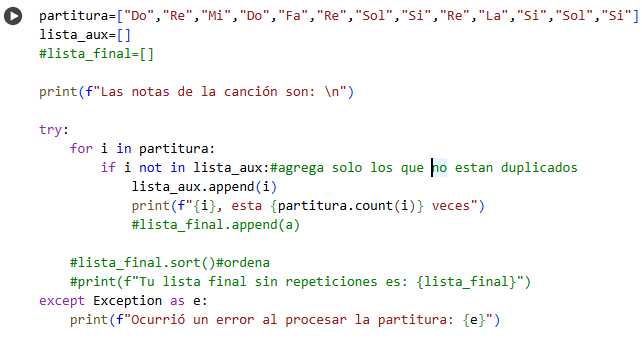 partitura=["Do","Re","Mi","Do","Fa","Re","Sol","Si","Re","La","Si","Sol","Si"]
lista_aux=[]
#lista_final=[]
print(f"Las notas de la canción son: \n")
try:
for i in partitura:
if i not in lista_aux:#agrega solo los que no estan duplicados
lista_aux.append(i)
print(f"{i}, esta {partitura.count(i)} veces")
#lista_final.append(a)
#lista_final.sort()#ordena
#print(f"Tu lista final sin repeticiones es: {lista_final}")
except Exception as e:
print(f"Ocurrió un error al procesar la partitura: {e}")